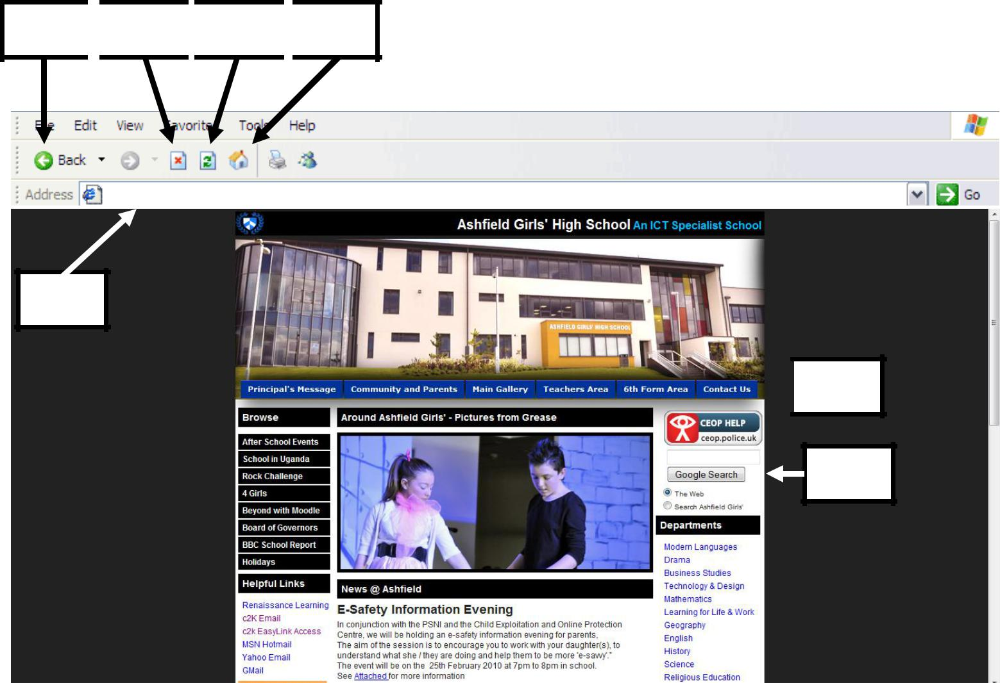 Edit View Help
Back
Address Go
Ashfield Girls' High School An ICT Specialist School
ASHFIELD GIRLS' HIGH SCHOOL
Principal's Message Community and Parents Main Gallery Teachers Area 6th Form Area Contact Us
Browse
After School Events
School in Uganda
Rock Challenge
4 Girls
Beyond with Moodle
Board of Governors
BBC School Report
Holidays
Helpful Links
Renaissance Learning
c2K Email
c2k EasyLink Access
MSN Hotmail
Yahoo Email
GMail
Around Ashfield Girls' - Pictures from Grease
News @ Ashfield
E-Safety Information Evening
In conjunction with the PSNI and the Child Exploitation and Online Protection
Centre, we will be holding an e-safety information evening for parents,
The aim of the session is to encourage you to work with your daughter(s), to
understand what she / they are doing and help them to be more 'e-savvy'."
The event will be on the 25th February 2010 at 7pm to 8pm in school.
See Attached for more information
CEOP HELP
ceop.police.uk
Google Search
The Web
Search Ashfield Girls'
Departments
Modern Languages
Drama
Business Studies
Technology & Design
Mathematics
Learning for Life & Work
Geography
English
History
Science
Religious Education